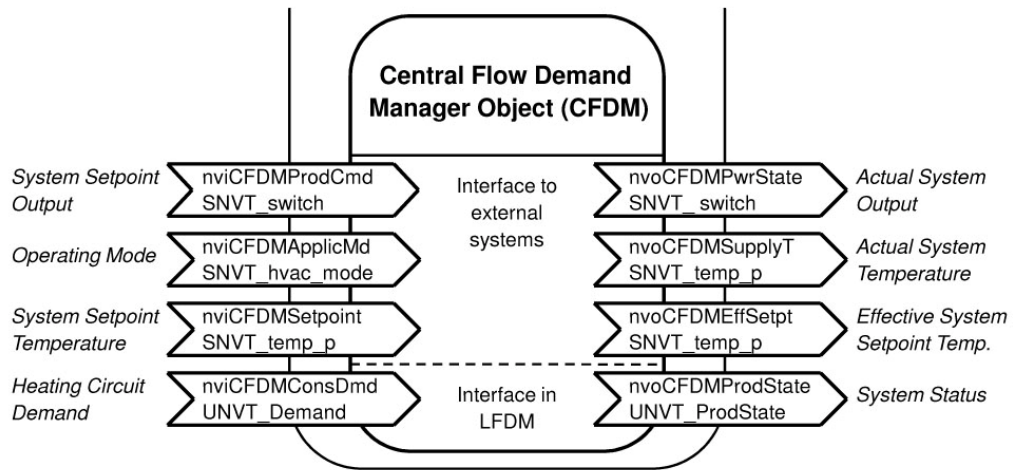 Central Flow Demand
Manager Object (CFDM)
System Setpoint
Output
nviCFDMProdCmd
SNVT_switch
Interface to
external
systems
nvoCFDMPwrState
SNVT_ switch
Actual System
Output
Operating Mode
nviCFDMApplicMd
SNVT_hvac_mode
nvoCFDMSupplyT
SNVT_temp_p
Actual System
Temperature
System Setpoint
Temperature
nviCFDMSetpoint
SNVT_temp_p
nvoCFDMEffSetpt
SNVT_temp_p
Effective System
Setpoint Temp.
Heating Circuit
Demand
nviCFDMConsDmd
UNVT_Demand
Interface in
LFDM
nvoCFDMProdState
UNVT_ProdState
System Status